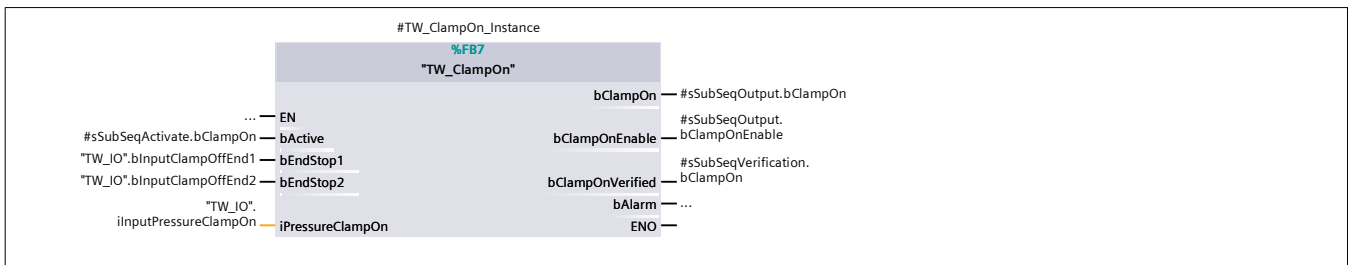 #TW_ClampOn_Instance
%FB7
"TW_ClampOn"
bClampOn
#sSubSeqOutput.bClampOn
...
EN
#sSubSeqOutput.
bClampOnEnable
#sSubSeqActivate.bClampOn
bActive
bClampOnEnable
"TW_IO".bInputClampOffEnd1
bEndStop1
#sSubSeqVerification.
bClampOn
"TW_IO".bInputClampOffEnd2
bEndStop2
bClampOnVerified
"TW_IO".
iInputPressureClampOn
bAlarm
...
iPressureClampOn
ENO